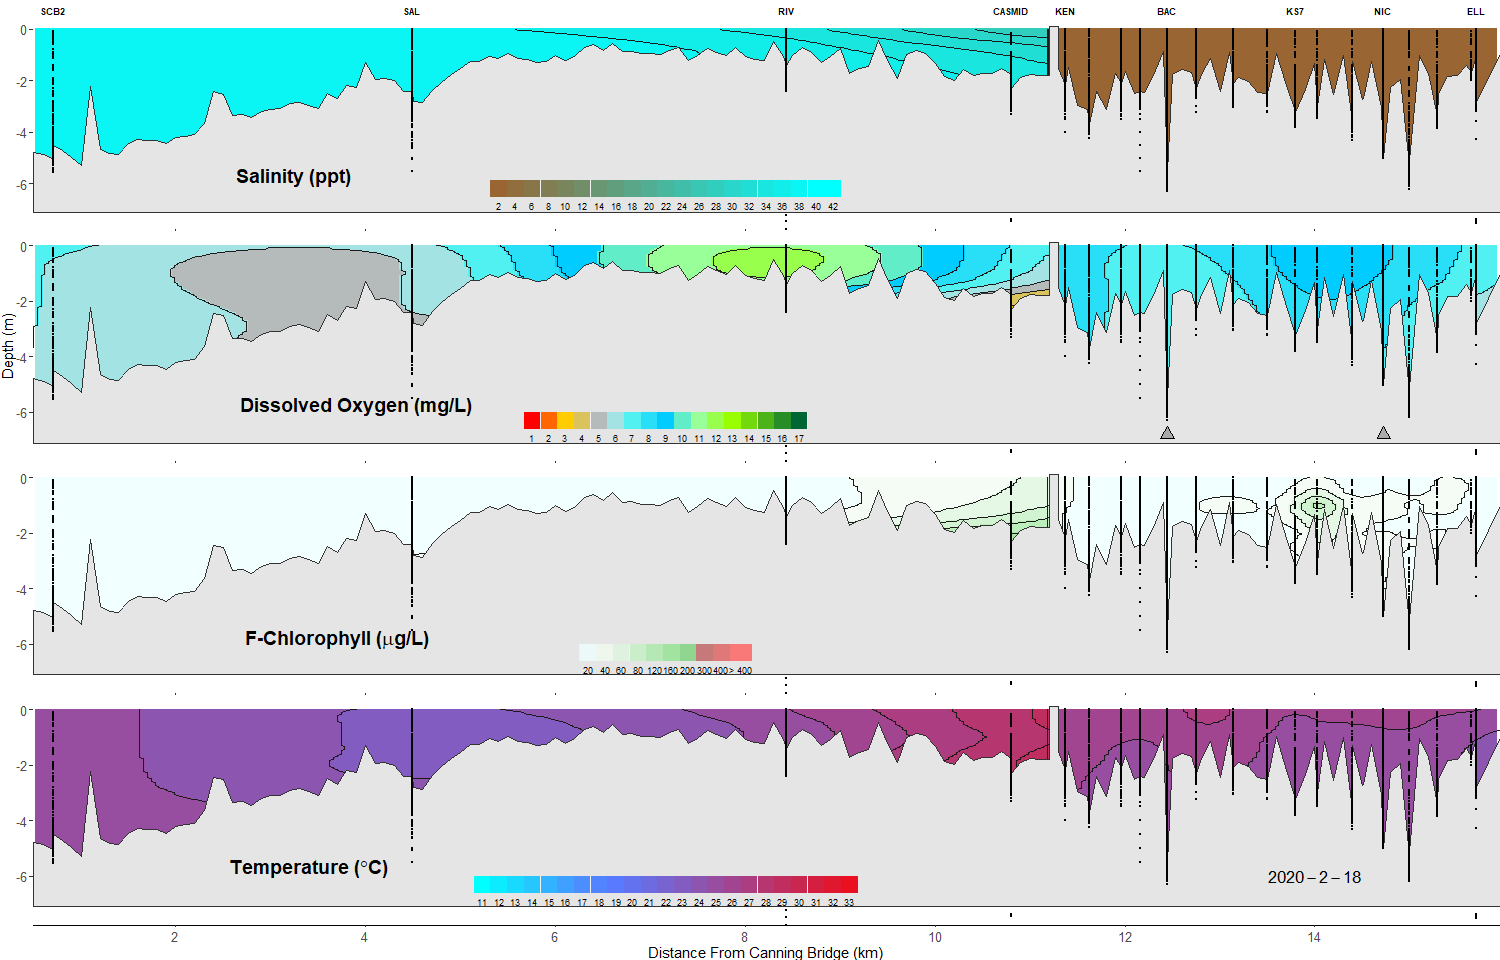 SCB2 SAL RIV CASMID KEN BAC KS7 NIC ELL
0
-2
-4
-6
Salinity (ppt)
2 4 6 8 10 12 14 16 18 20 22 24 26 28 30 32 34 36 38 40 42
0
-2
-4
-6
Depth (m)
Dissolved Oxygen (mg/L)
1 2 3 4 5 6 7 8 9 10 11 12 13 14 15 16 17
0
-2
-4
-6
F-Chlorophyll (µg/L)
20 40 60 80 120 160 200 300 400 > 400
0
-2
-4
-6
Temperature (°C)
2020 – 2 – 18
11 12 13 14 15 16 17 18 19 20 21 22 23 24 25 26 27 28 29 30 31 32 33
2 4 6 8 10 12 14
Distance From Canning Bridge (km)